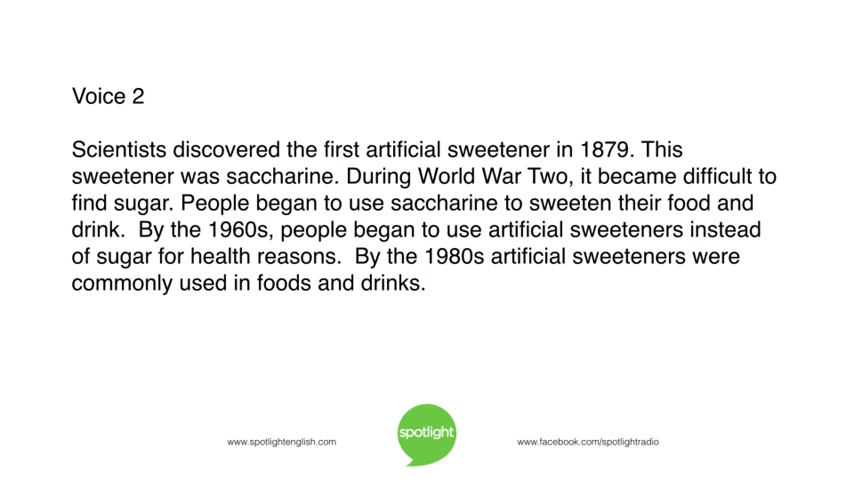 Voice 2
Scientists discovered the first artificial sweetener in 1879. This
sweetener was saccharine. During World War Two, it became difficult to
find sugar. People began to use saccharine to sweeten their food and
drink.  By the 1960s, people began to use artificial sweeteners instead
of sugar for health reasons.  By the 1980s artificial sweeteners were
commonly used in foods and drinks.
www.spotlightenglish.com
spotlight
www.facebook.com/spotlightradio